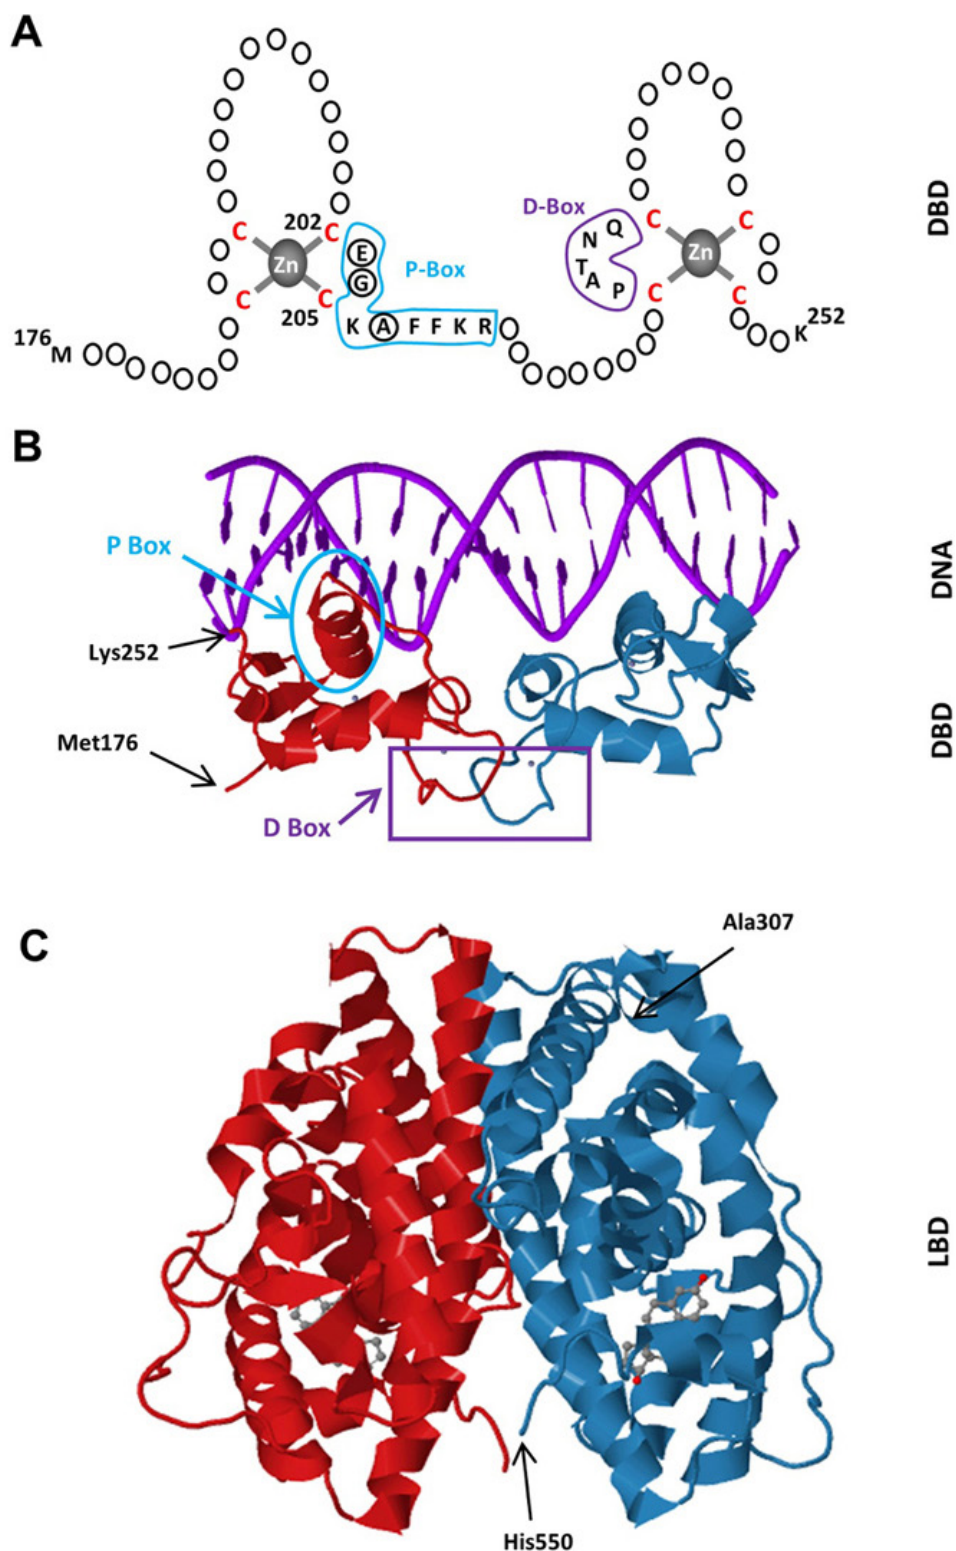 A
DBD
D-Box
202 C
C
C
C
E
N Q
Zn
P-Box
Zn
G
T
A P
C
C
C
C
205
K A F F K R
176 M
K 252
B
P Box
DNA
Lys252
Met176
DBD
D Box
C
Ala307
LBD
His550